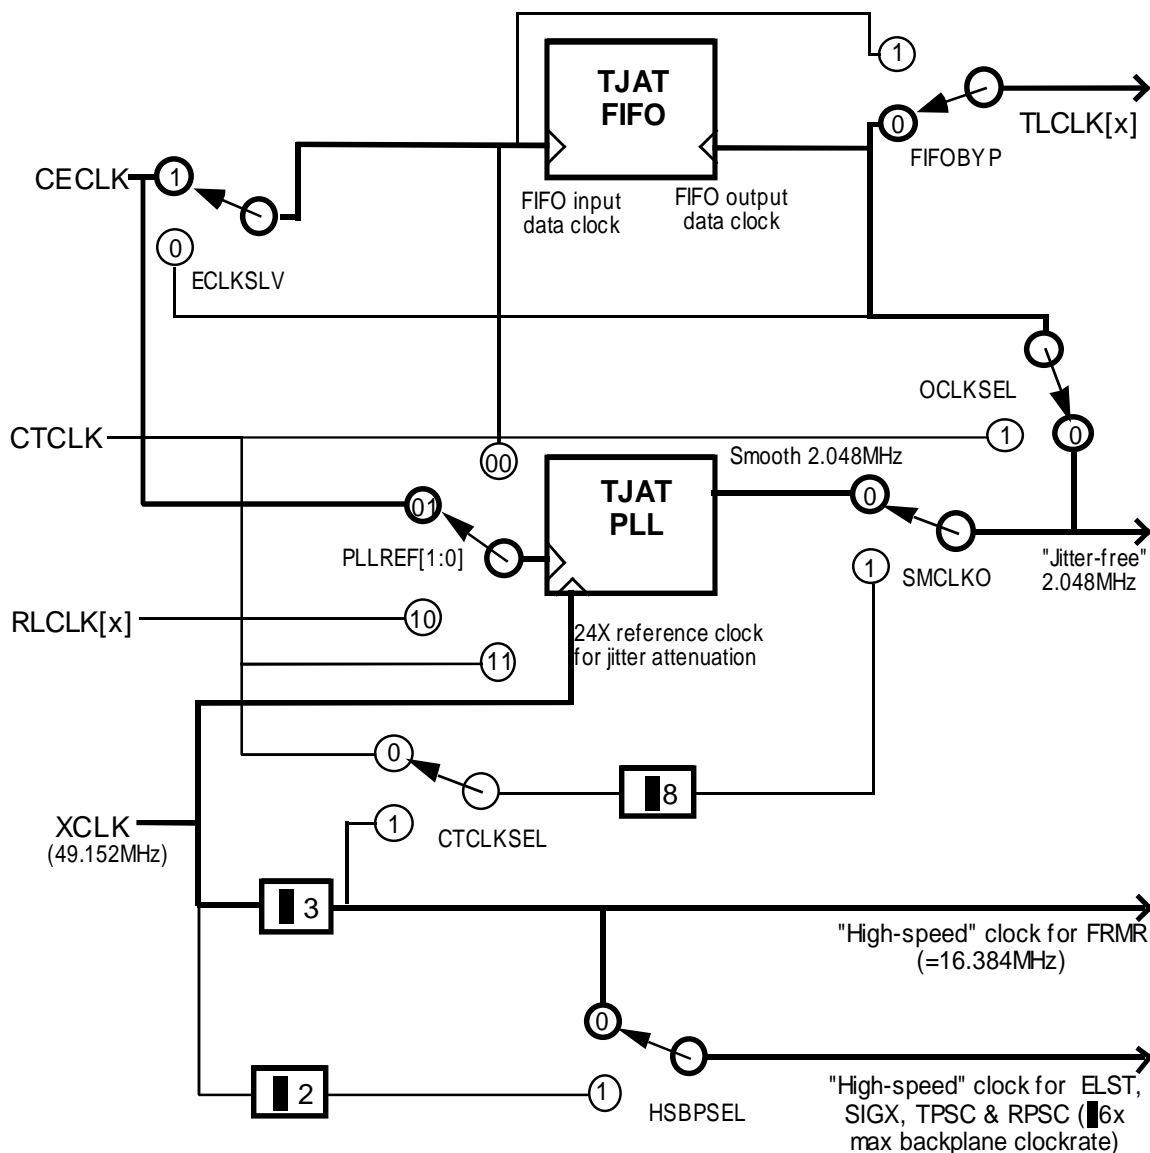 1
TJAT
FIFO
TLCLK[x]
0
FIFOBYP
CECLK
1
FIFO input
data clock
FIFO output
data clock
0
ECLKSLV
OCLKSEL
CTCLK
1
0
00
Smooth 2.048MHz
TJAT
PLL
01
0
PLLREF[1:0]
1
SMCLKO
"Jitter-free"
2.048MHz
RLCLK[x]
10
24X reference clock
for jitter attenuation
11
0
8
XCLK
(49.152MHz)
1
CTCLKSEL
3
"High-speed" clock for FRMR
(=16.384MHz)
0
2
1
HSBPSEL
"High-speed" clock for ELST,
SIGX, TPSC & RPSC (▮6x
max backplane clockrate)